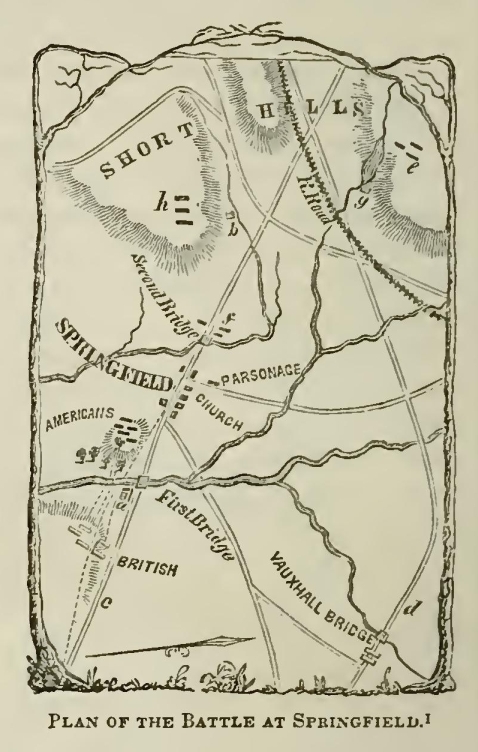 HILLS
SHORT
e
h
R. Road
g
b
Second Bridge
f
SPRINGFIELD
PARSONAGE
CHURCH
AMERICANS
a
First Bridge
BRITISH
VAUXHALL BRIDGE
c
d
PLAN OF THE BATTLE AT SPRINGFIELD.¹